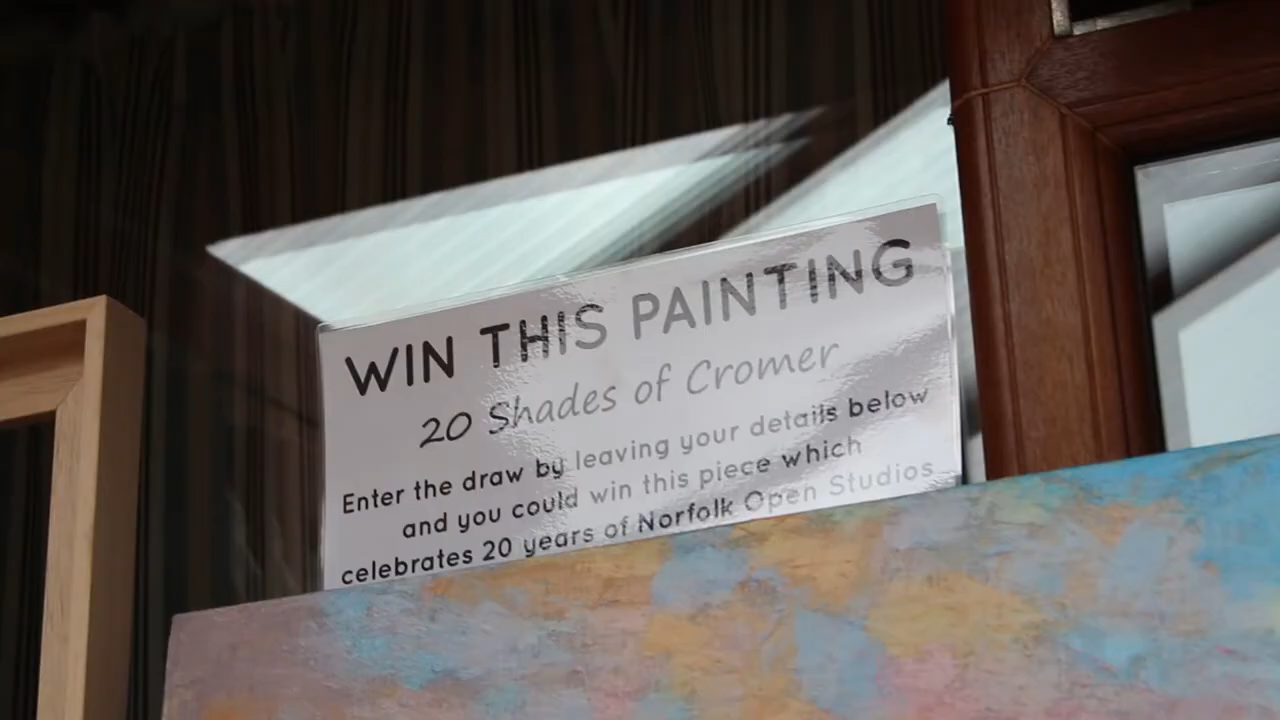 WIN THIS PAINTING
20 Shades of Cromer
Enter the draw by leaving your details below
and you could win this piece which
celebrates 20 years of Norfolk Open Studios